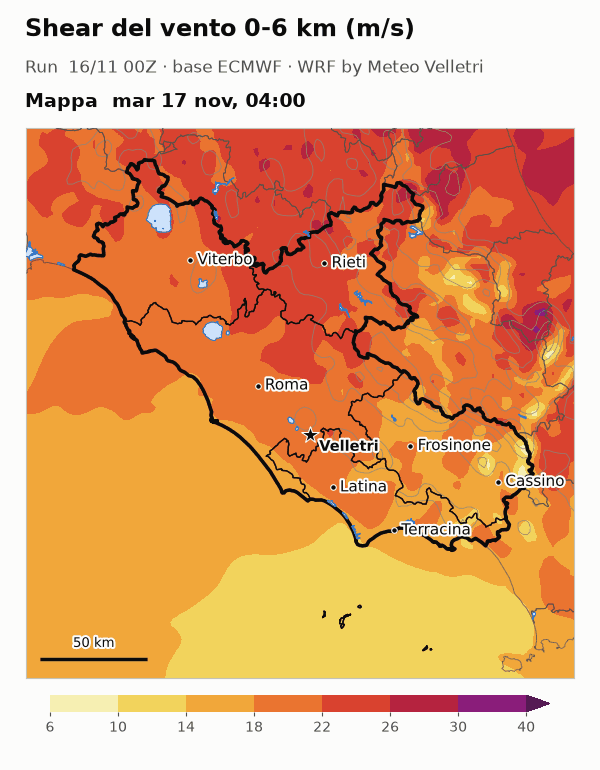 Shear del vento 0-6 km (m/s)
Run  16/11 00Z · base ECMWF · WRF by Meteo Velletri
Mappa  mar 17 nov, 04:00
Viterbo
Rieti
Roma
Velletri
Frosinone
Latina
Cassino
Terracina
50 km
6 10 14 18 22 26 30 40